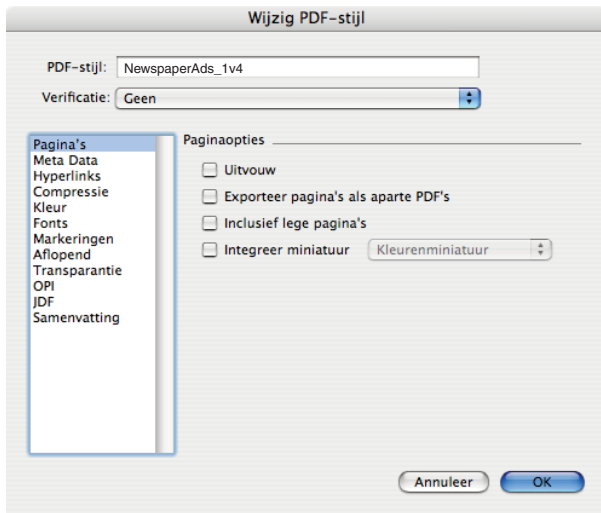 Wijzig PDF-stijl
PDF-stijl: NewspaperAds_1v4
Verificatie: Geen
Pagina's
Meta Data
Hyperlinks
Compressie
Kleur
Fonts
Markeringen
Aflopend
Transparantie
OPI
JDF
Samenvatting
Paginaopties
Uitvouw
Exporteer pagina's als aparte PDF's
Inclusief lege pagina's
Integreer miniatuur Kleurenminiatuur
Annuleer OK